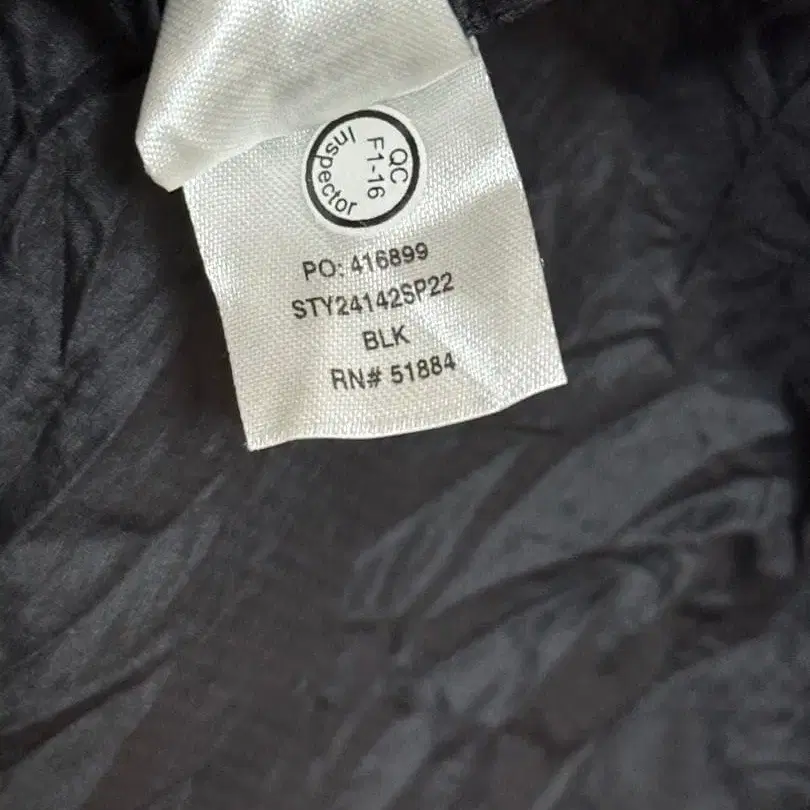 QC
F1-16
Inspector
PO: 416899
STY24142SP22
BLK
RN# 51884